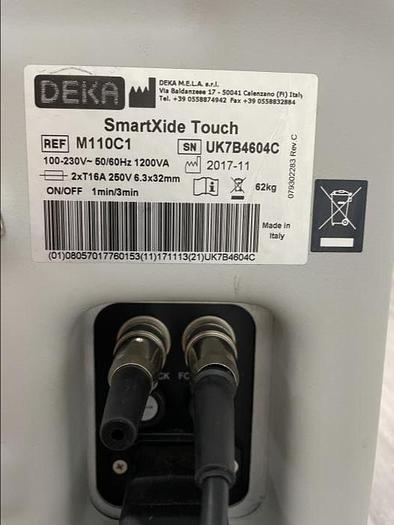 DEKA
DEKA M.E.L.A. s.r.l.
Via Baldanzese 17 - 50041 Calenzano (FI) Italy
Tel. +39 0558874942 Fax +39 0558832884
SmartXide Touch
REF M110C1
SN UK7B4604C
100-230V~ 50/60Hz 1200VA
2017-11
2xT16A 250V 6.3x32mm
62kg
ON/OFF 1min/3min
Made in
Italy
(01)08057017760153(11)171113(21)UK7B4604C
079302283 Rev C